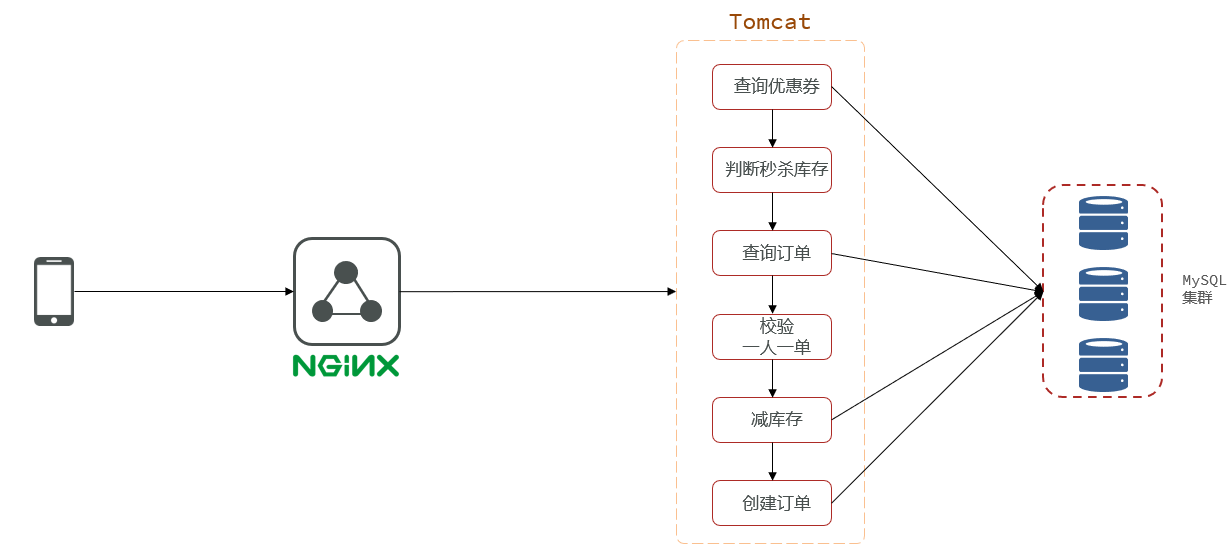 Tomcat
查询优惠券
判断秒杀库存
查询订单
校验
一人一单
减库存
创建订单
NGINX
MySQL
集群